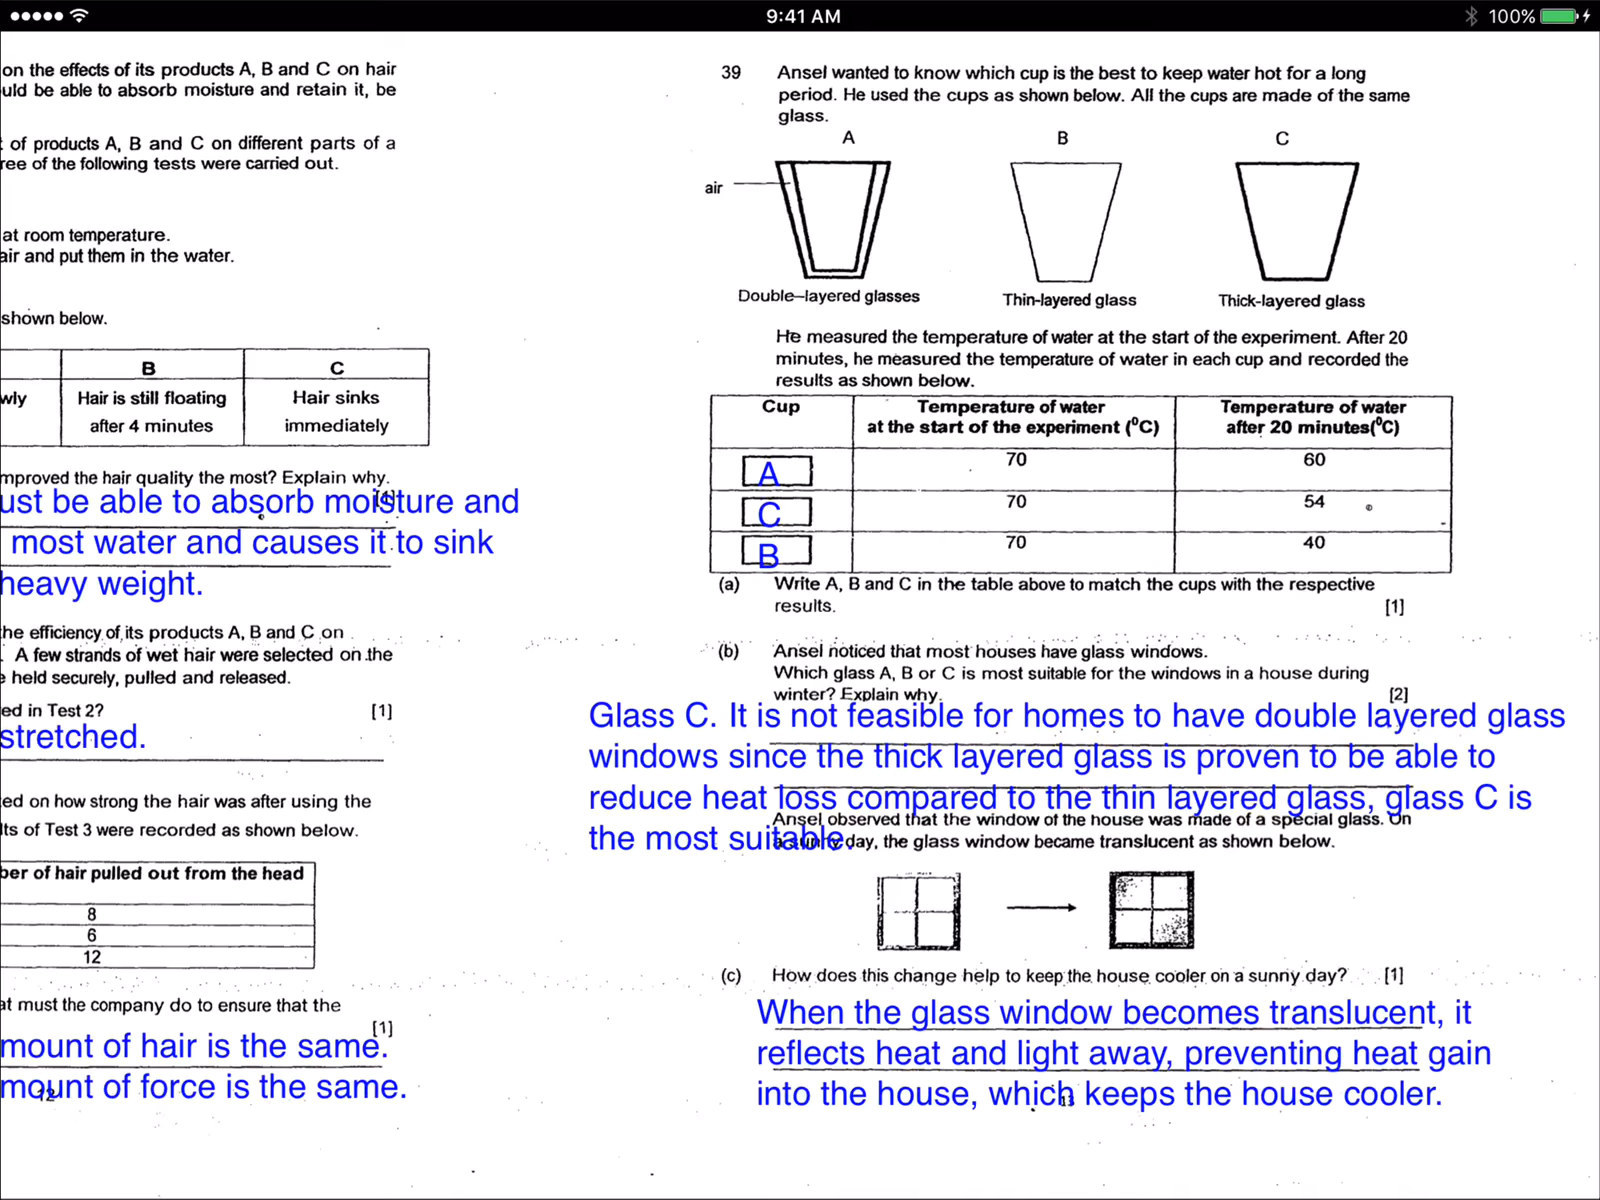 9:41 AM
100%
on the effects of its products A, B and C on hair
uld be able to absorb moisture and retain it, be
of products A, B and C on different parts of a
ree of the following tests were carried out.
at room temperature.
air and put them in the water.
shown below.
B C
wly Hair is still floating Hair sinks
after 4 minutes immediately
mproved the hair quality the most? Explain why.
[1]
ust be able to absorb moisture and
most water and causes it to sink
heavy weight.
the efficiency of its products A, B and C on
A few strands of wet hair were selected on the
e held securely, pulled and released.
ed in Test 2? [1]
stretched.
ed on how strong the hair was after using the
lts of Test 3 were recorded as shown below.
ber of hair pulled out from the head
8
6
12
at must the company do to ensure that the
[1]
mount of hair is the same.
mount of force is the same.
12
39 Ansel wanted to know which cup is the best to keep water hot for a long
period. He used the cups as shown below. All the cups are made of the same
glass.
A B C
air
Double-layered glasses Thin-layered glass Thick-layered glass
He measured the temperature of water at the start of the experiment. After 20
minutes, he measured the temperature of water in each cup and recorded the
results as shown below.
Cup Temperature of water Temperature of water
at the start of the experiment (⁰C) after 20 minutes(⁰C)
A 70 60
C 70 54
B 70 40
(a) Write A, B and C in the table above to match the cups with the respective
results. [1]
(b) Ansel noticed that most houses have glass windows.
Which glass A, B or C is most suitable for the windows in a house during
winter? Explain why. [2]
Glass C. It is not feasible for homes to have double layered glass
windows since the thick layered glass is proven to be able to
reduce heat loss compared to the thin layered glass, glass C is
the most suitable.
Ansel observed that the window of the house was made of a special glass. On
a sunny day, the glass window became translucent as shown below.
(c) How does this change help to keep the house cooler on a sunny day? [1]
When the glass window becomes translucent, it
reflects heat and light away, preventing heat gain
into the house, which keeps the house cooler.
13